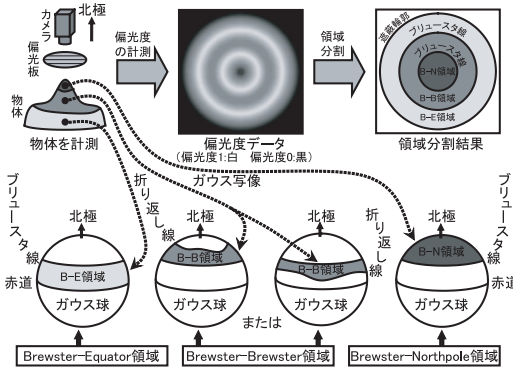 カメラ
北極
偏光板
物体
物体を計測
偏光度
の計測
偏光度データ
(偏光度1:白 偏光度0:黒)
領域
分割
遮蔽輪郭
ブリュースタ線
ブリュースタ線
B-N領域
B-B領域
B-E領域
領域分割結果
ガウス写像
ブリュースタ線
赤道
北極
折り返し線
B-E領域
ガウス球
北極
B-B領域
ガウス球
または
北極
B-B領域
ガウス球
折り返し線
北極
B-N領域
ガウス球
ブリュースタ線
赤道
Brewster-Equator領域
Brewster-Brewster領域
Brewster-Northpole領域